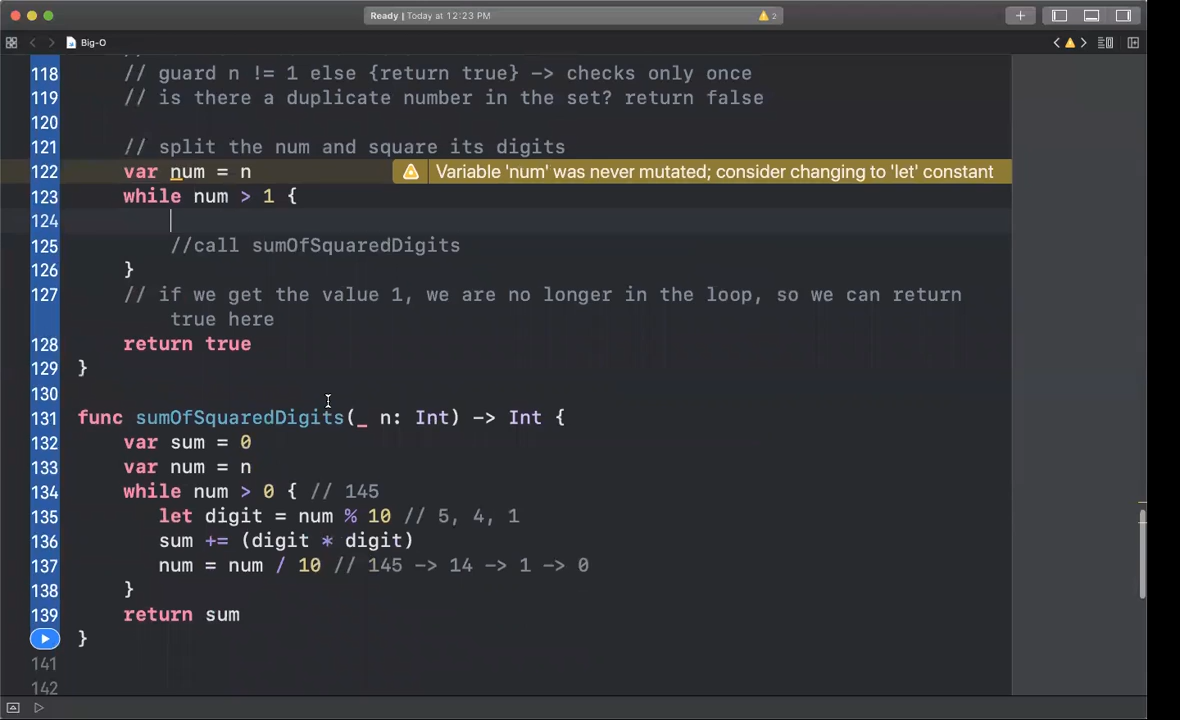 Ready | Today at 12:23 PM
2
Big-O
118 // guard n != 1 else {return true} -> checks only once
119 // is there a duplicate number in the set? return false
120
121 // split the num and square its digits
122 var num = n Variable 'num' was never mutated; consider changing to 'let' constant
123 while num > 1 {
124
125 //call sumOfSquaredDigits
126 }
127 // if we get the value 1, we are no longer in the loop, so we can return
true here
128 return true
129 }
130
131 func sumOfSquaredDigits(_ n: Int) -> Int {
132 var sum = 0
133 var num = n
134 while num > 0 { // 145
135 let digit = num % 10 // 5, 4, 1
136 sum += (digit * digit)
137 num = num / 10 // 145 -> 14 -> 1 -> 0
138 }
139 return sum
}
141
142